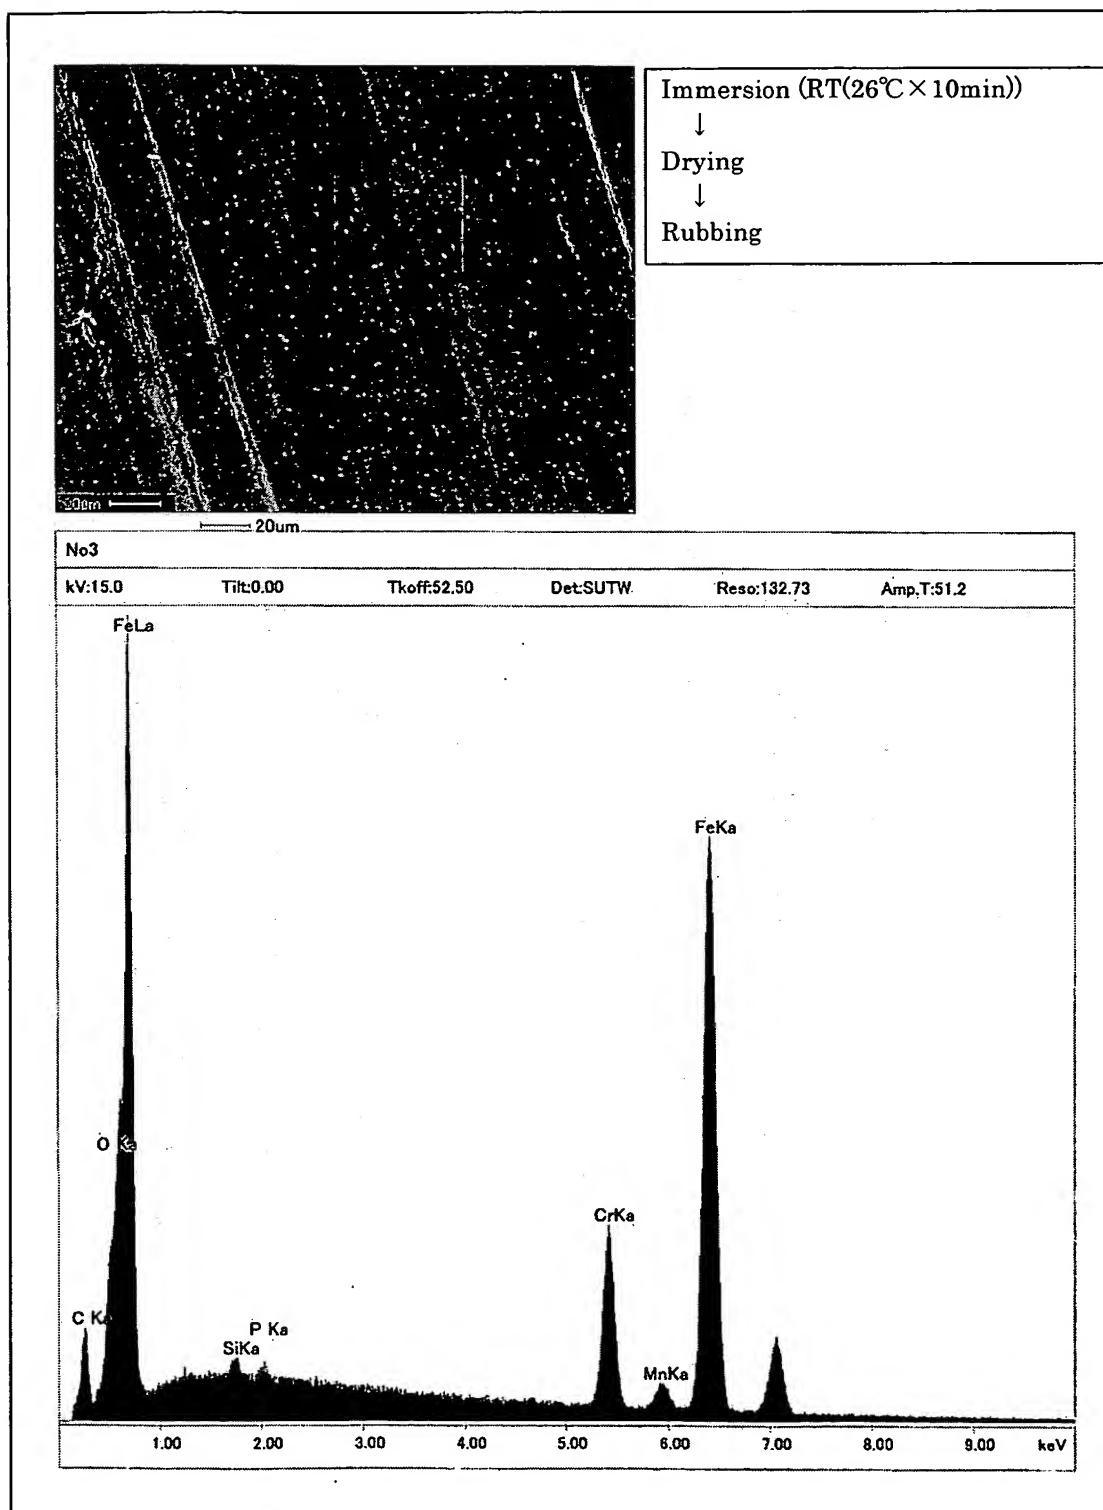 Immersion (RT(26℃×10min))
↓
Drying
↓
Rubbing
20um
20um
No3
kV:15.0 Tilt:0.00 Tkoff:52.50 Det:SUTW Reso:132.73 Amp.T:51.2
FeLa
FeKa
O Ka
CrKa
C Ka
P Ka
SiKa
MnKa
1.00 2.00 3.00 4.00 5.00 6.00 7.00 8.00 9.00 keV